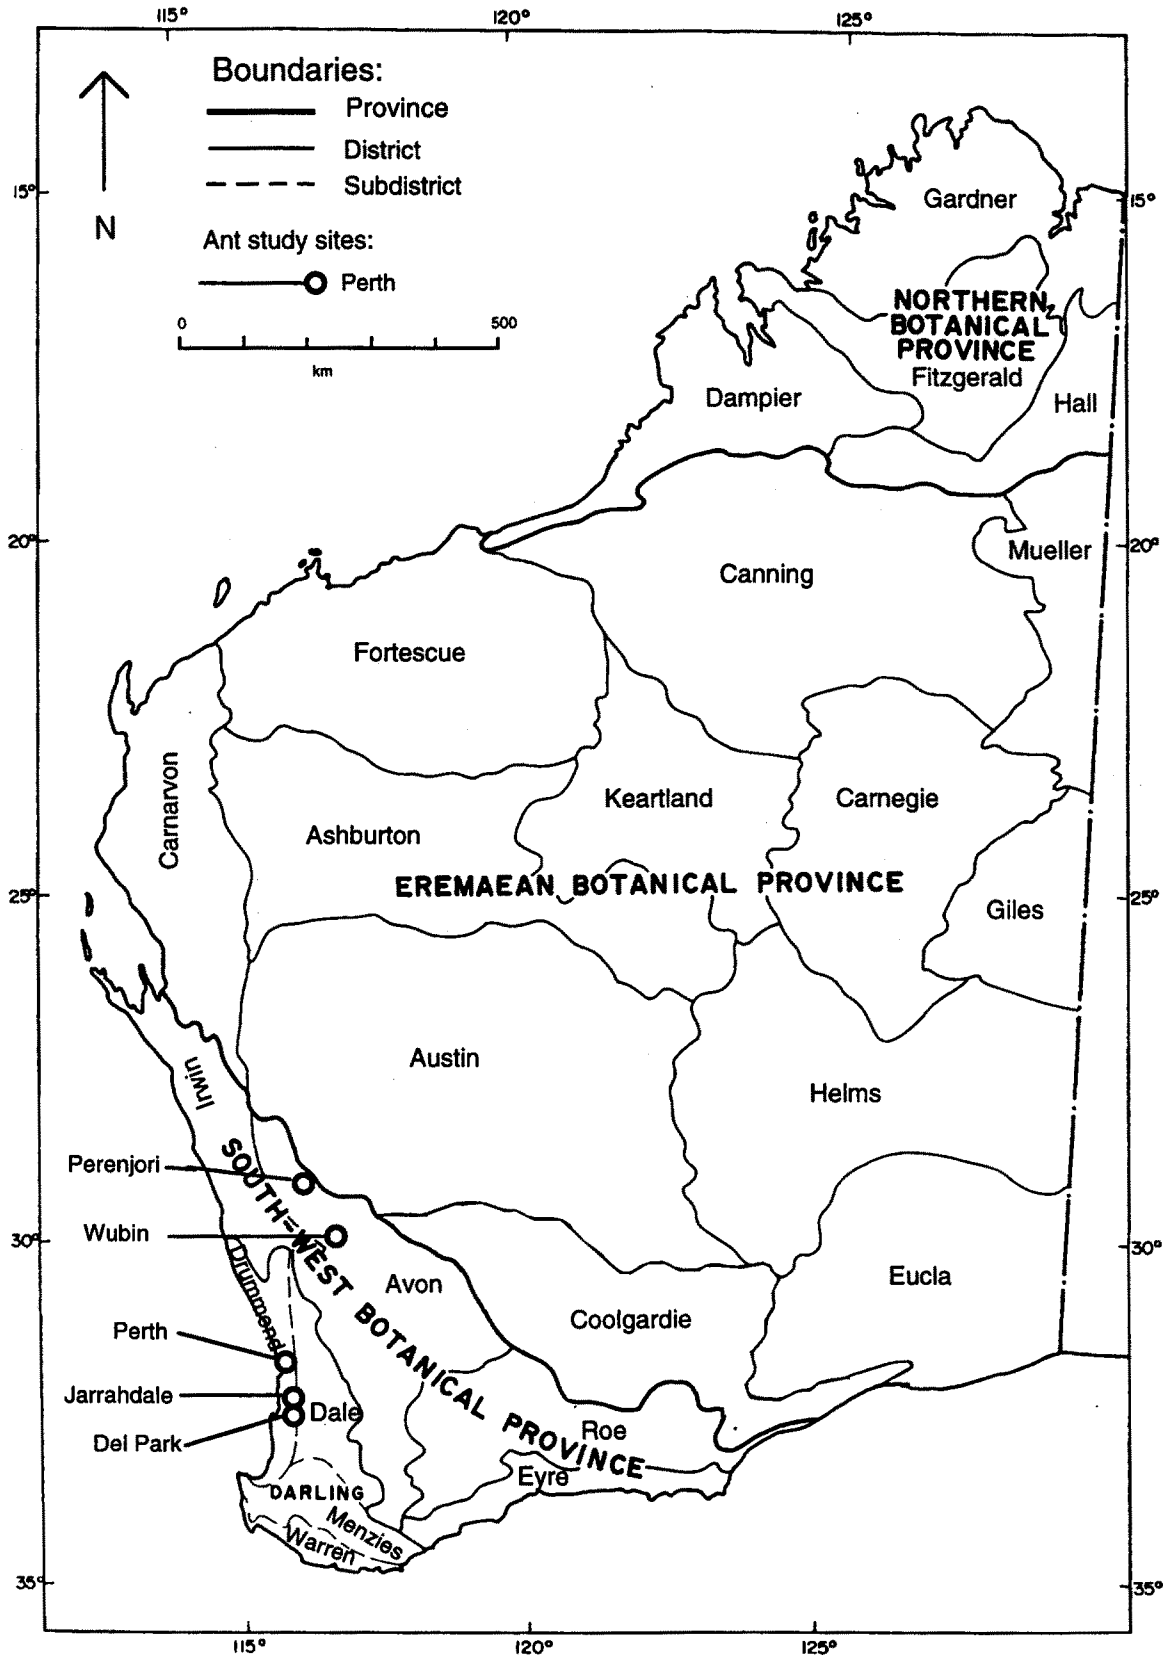 115°
120°
125°
Boundaries:
Province
District
Subdistrict
N
Ant study sites:
Perth
0
500
km
15°
15°
Gardner
NORTHERN
BOTANICAL
PROVINCE
Fitzgerald
Dampier
Hall
20°
20°
Mueller
Canning
Fortescue
Carnarvon
Keartland
Carnegie
Ashburton
EREMAEAN BOTANICAL PROVINCE
25°
25°
Giles
Austin
Irwin
Helms
SOUTH-WEST BOTANICAL PROVINCE
Perenjori
Wubin
30°
30°
Drummond
Avon
Eucla
Coolgardie
Perth
Jarrahdale
Dale
Del Park
Roe
Eyre
DARLING
Menzies
Warren
35°
35°
115°
120°
125°